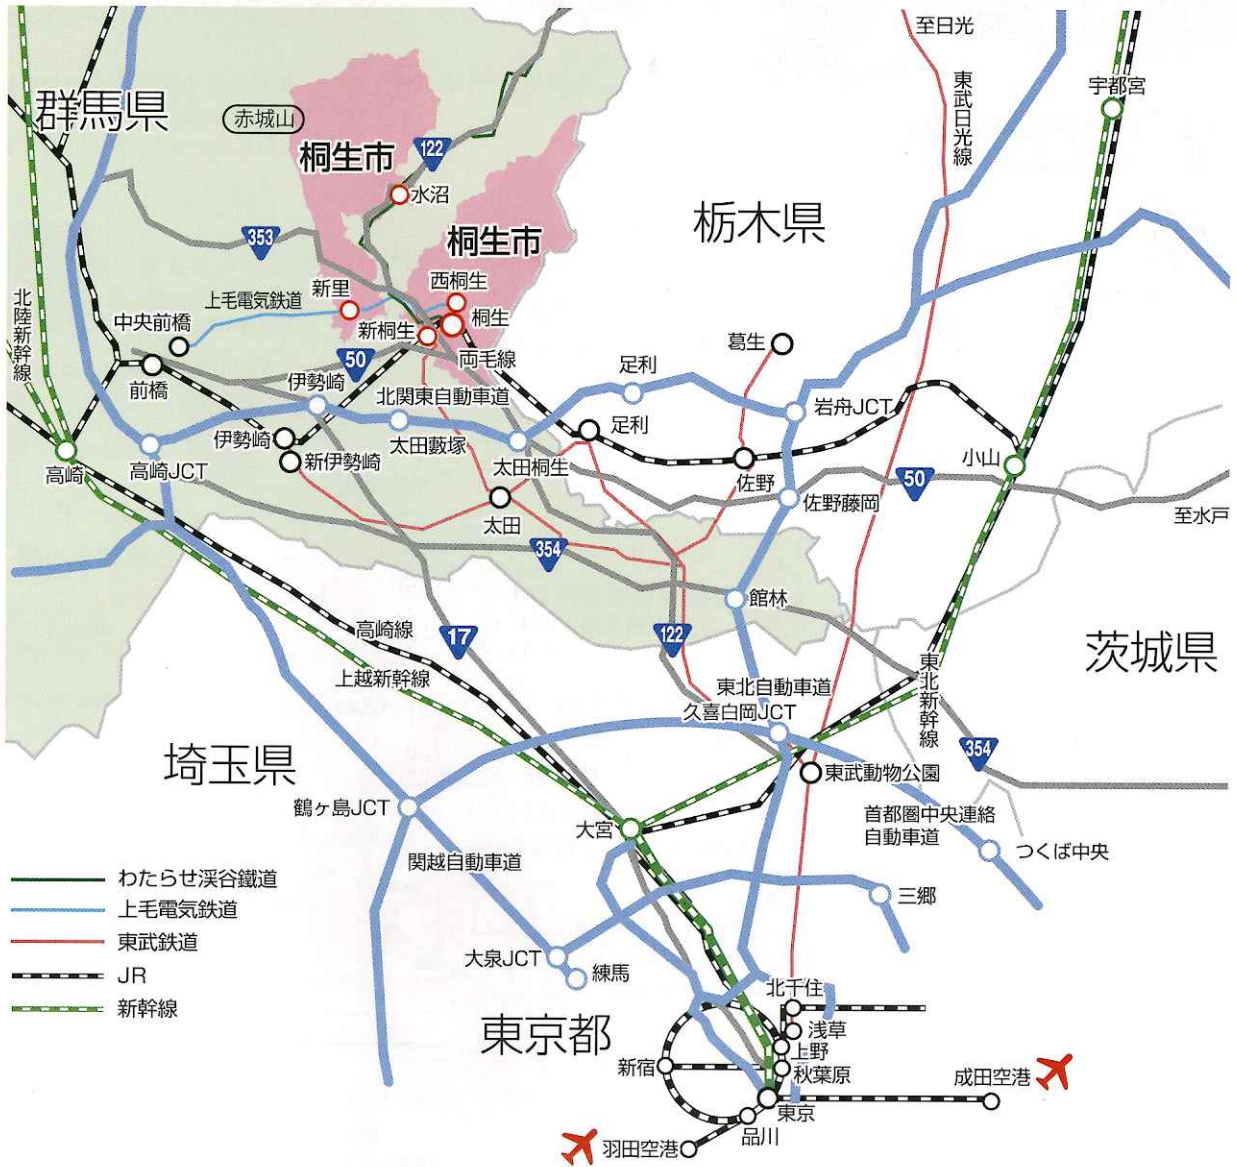 至日光
宇都宮
群馬県
赤城山
東武日光線
桐生市
122
水沼
栃木県
353
桐生市
西桐生
新里
上毛電気鉄道
北陸新幹線
中央前橋
新桐生
桐生
両毛線
葛生
前橋
50
足利
伊勢崎
北関東自動車道
岩舟JCT
伊勢崎
太田藪塚
足利
高崎
高崎JCT
新伊勢崎
太田桐生
佐野
小山
50
佐野藤岡
至水戸
太田
354
館林
高崎線
17
122
茨城県
上越新幹線
東北自動車道
久喜白岡JCT
東北新幹線
354
埼玉県
東武動物公園
鶴ヶ島JCT
大宮
首都圏中央連絡
自動車道
つくば中央
関越自動車道
三郷
わたらせ渓谷鐵道
上毛電気鉄道
東武鉄道
JR
新幹線
大泉JCT
練馬
東京都
北千住
浅草
上野
新宿
秋葉原
成田空港
東京
品川
羽田空港